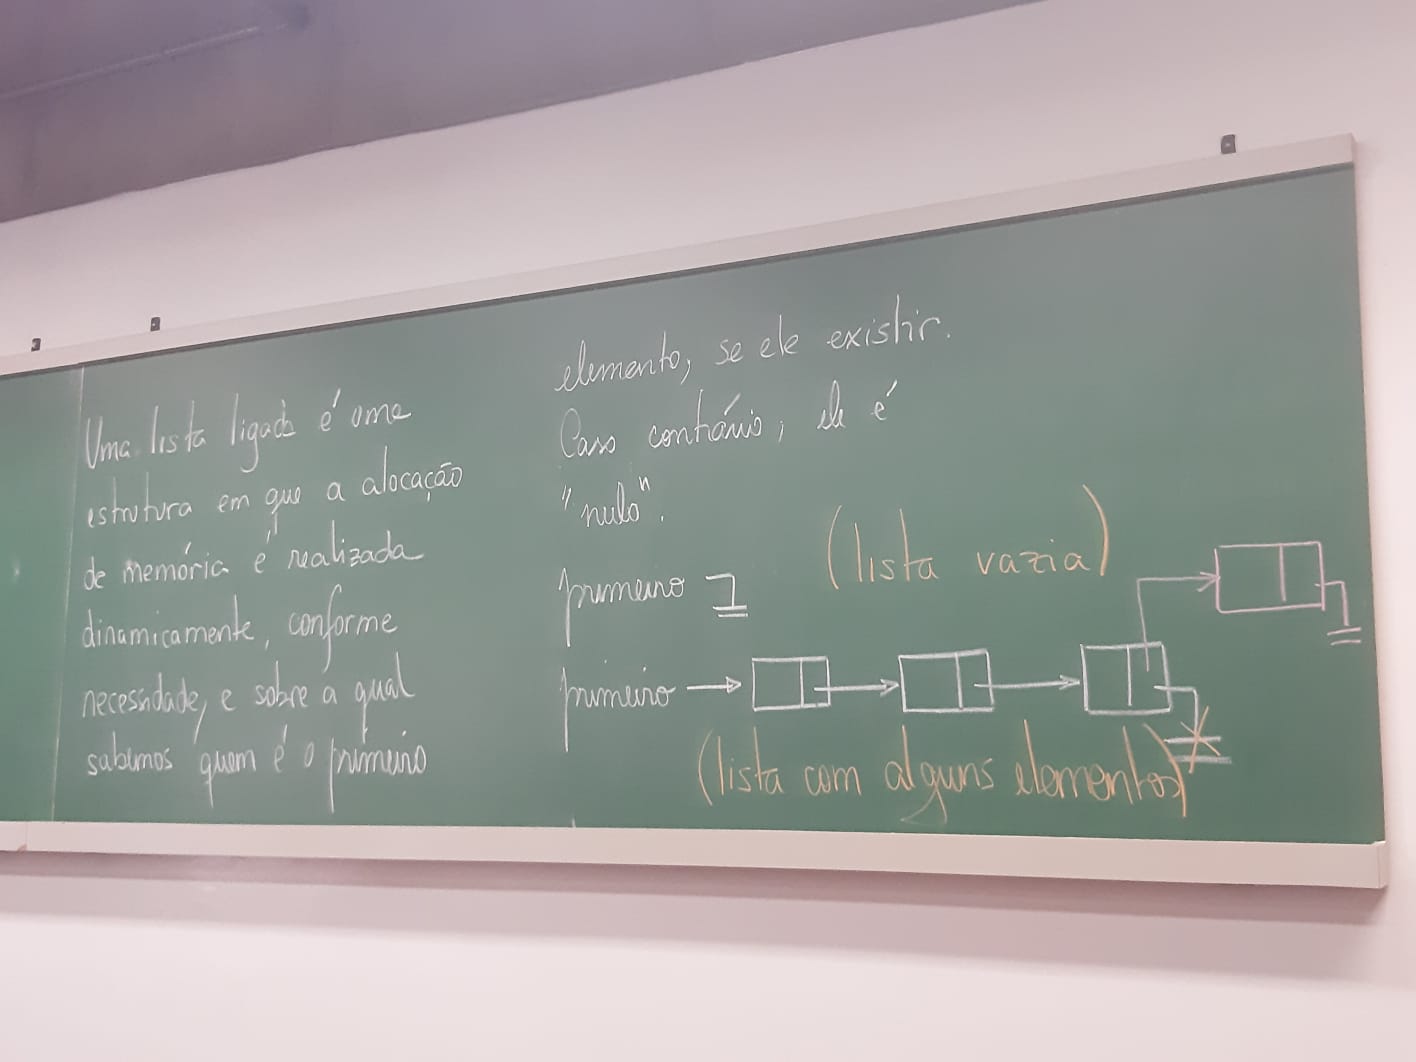 Uma lista ligada é uma
estrutura em que a alocação
de memória é realizada
dinamicamente, conforme
necessidade, e sobre a qual
sabemos quem é o primeiro
elemento, se ele existir.
Caso contrário, ele é
"nulo".
(lista vazia)
primeiro
primeiro
(lista com alguns elementos)